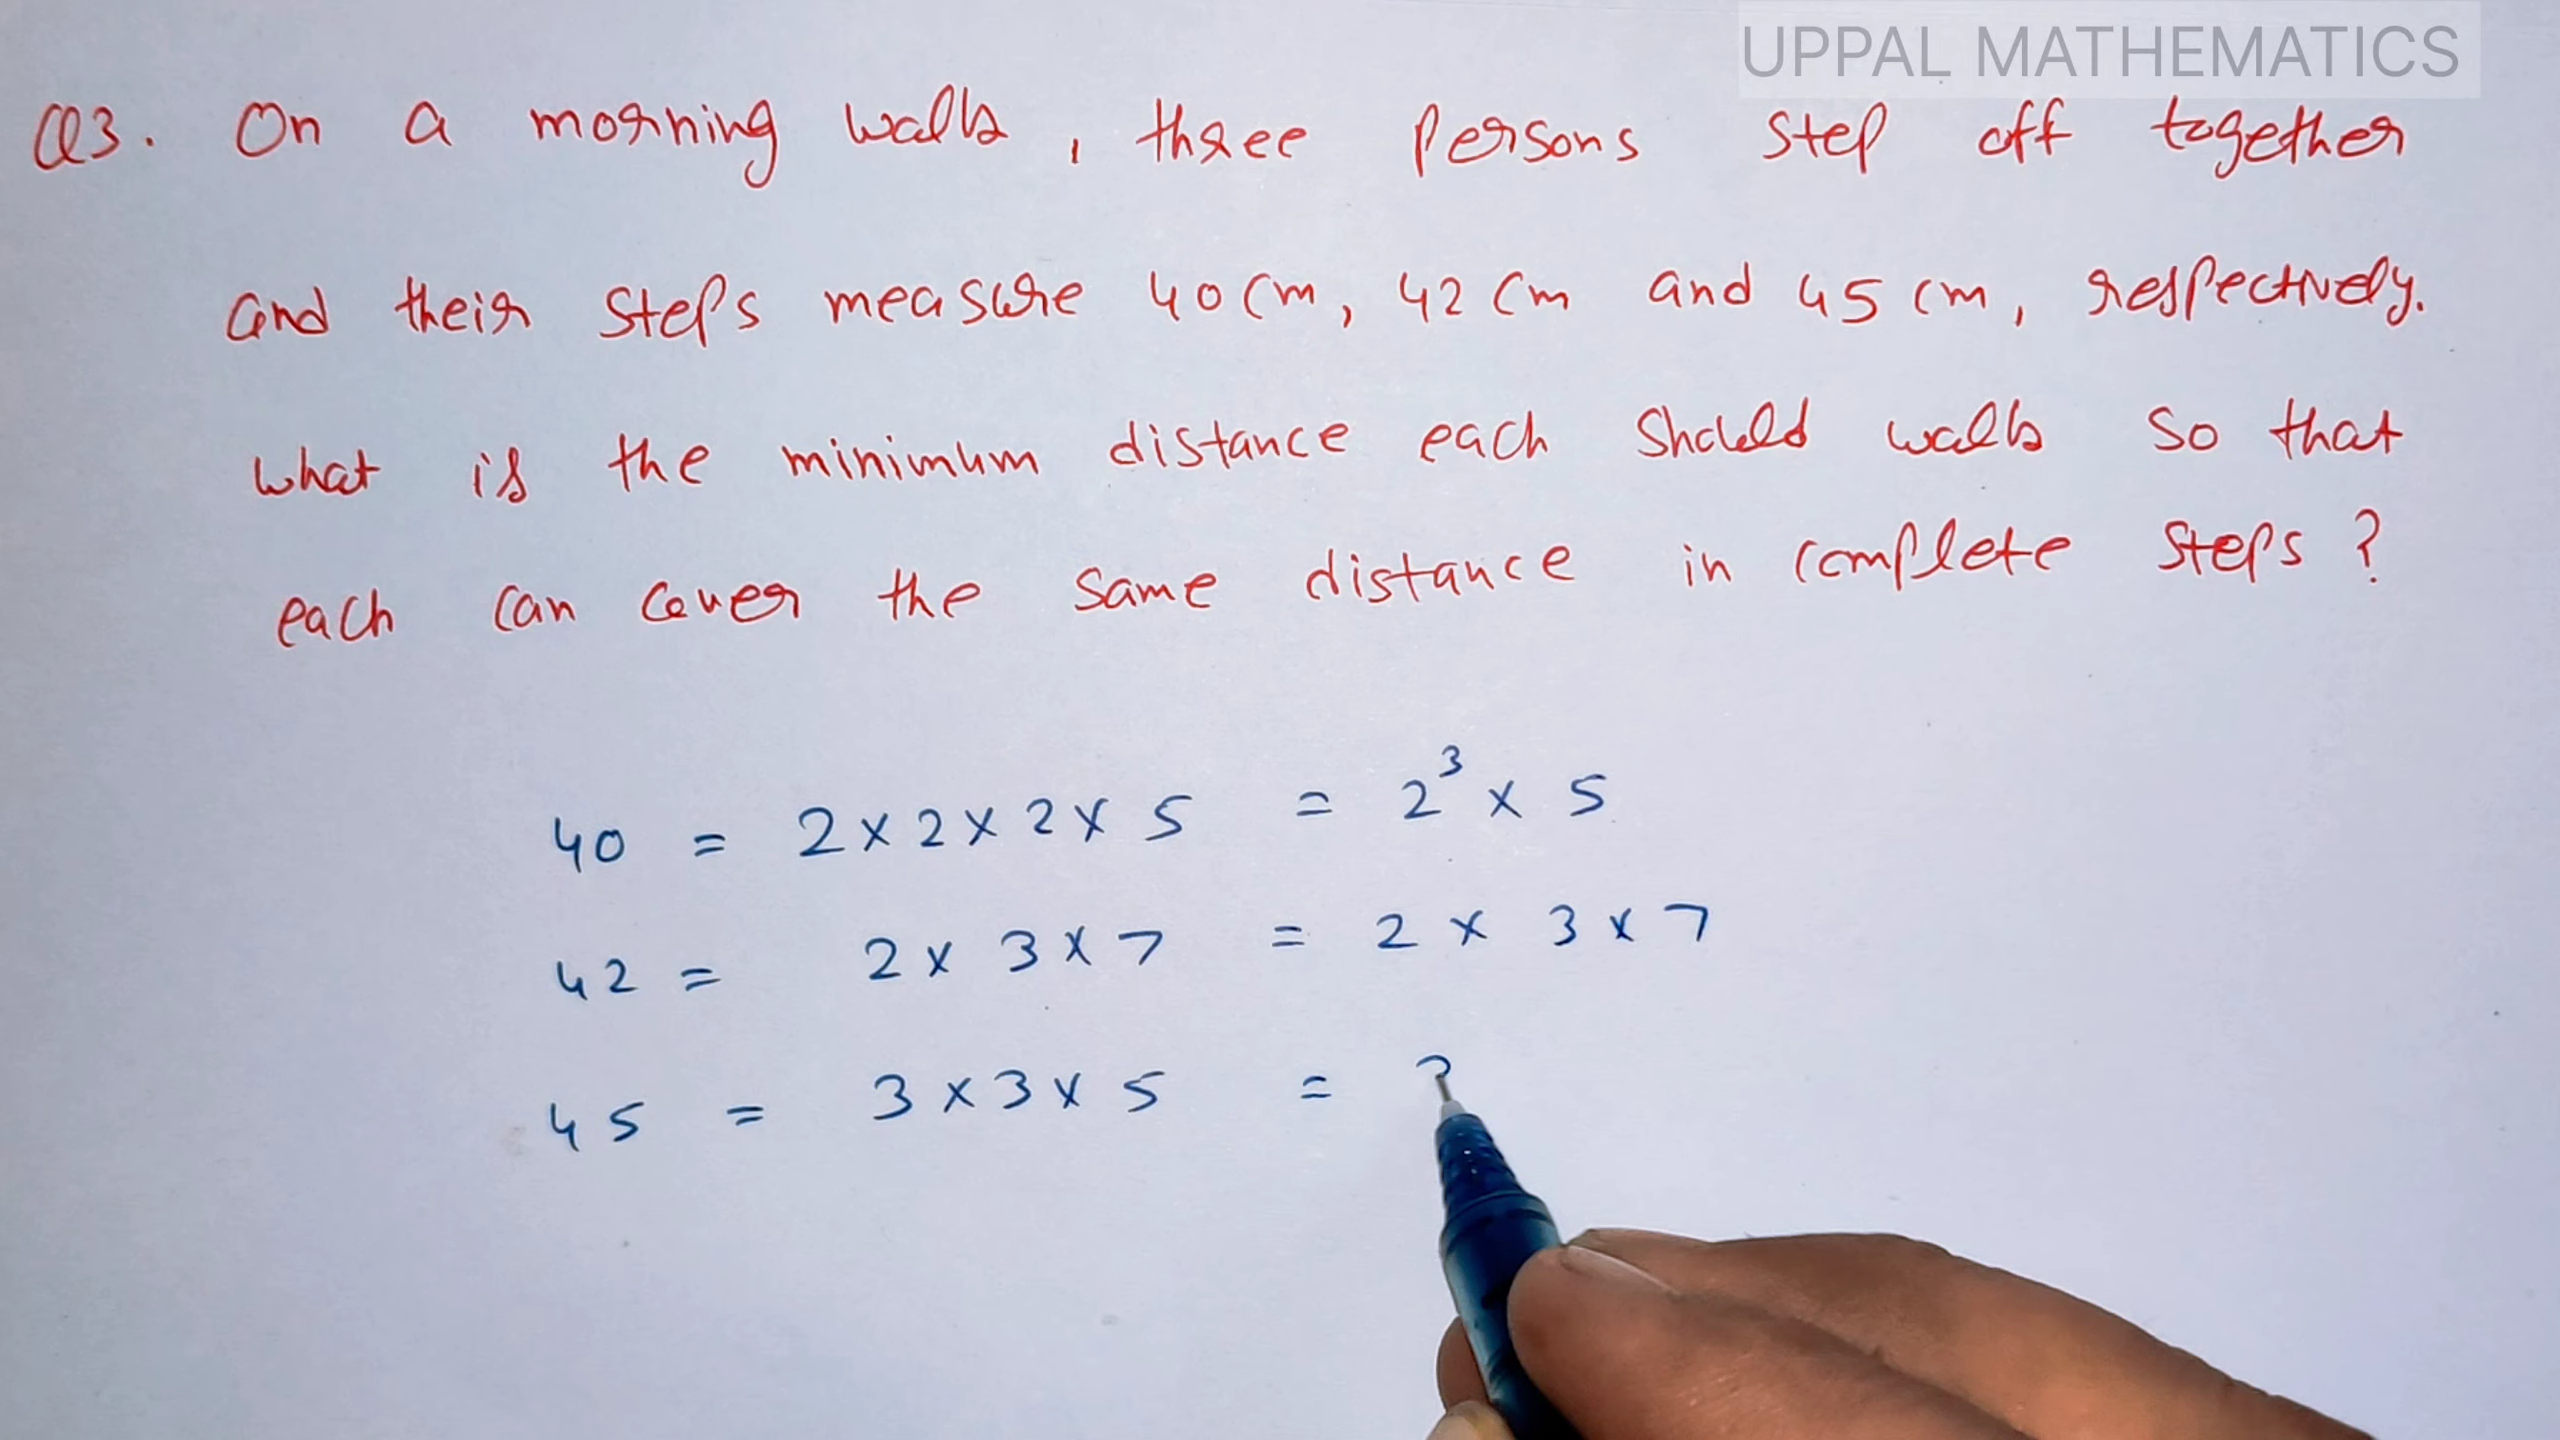 UPPAL MATHEMATICS
Q3. On a morning walk, three persons step off together
and their steps measure 40 cm, 42 cm and 45 cm, respectively.
what is the minimum distance each should walk so that
each can cover the same distance in complete steps?
40 = 2 × 2 × 2 × 5 = 2³ × 5
42 = 2 × 3 × 7 = 2 × 3 × 7
45 = 3 × 3 × 5 =